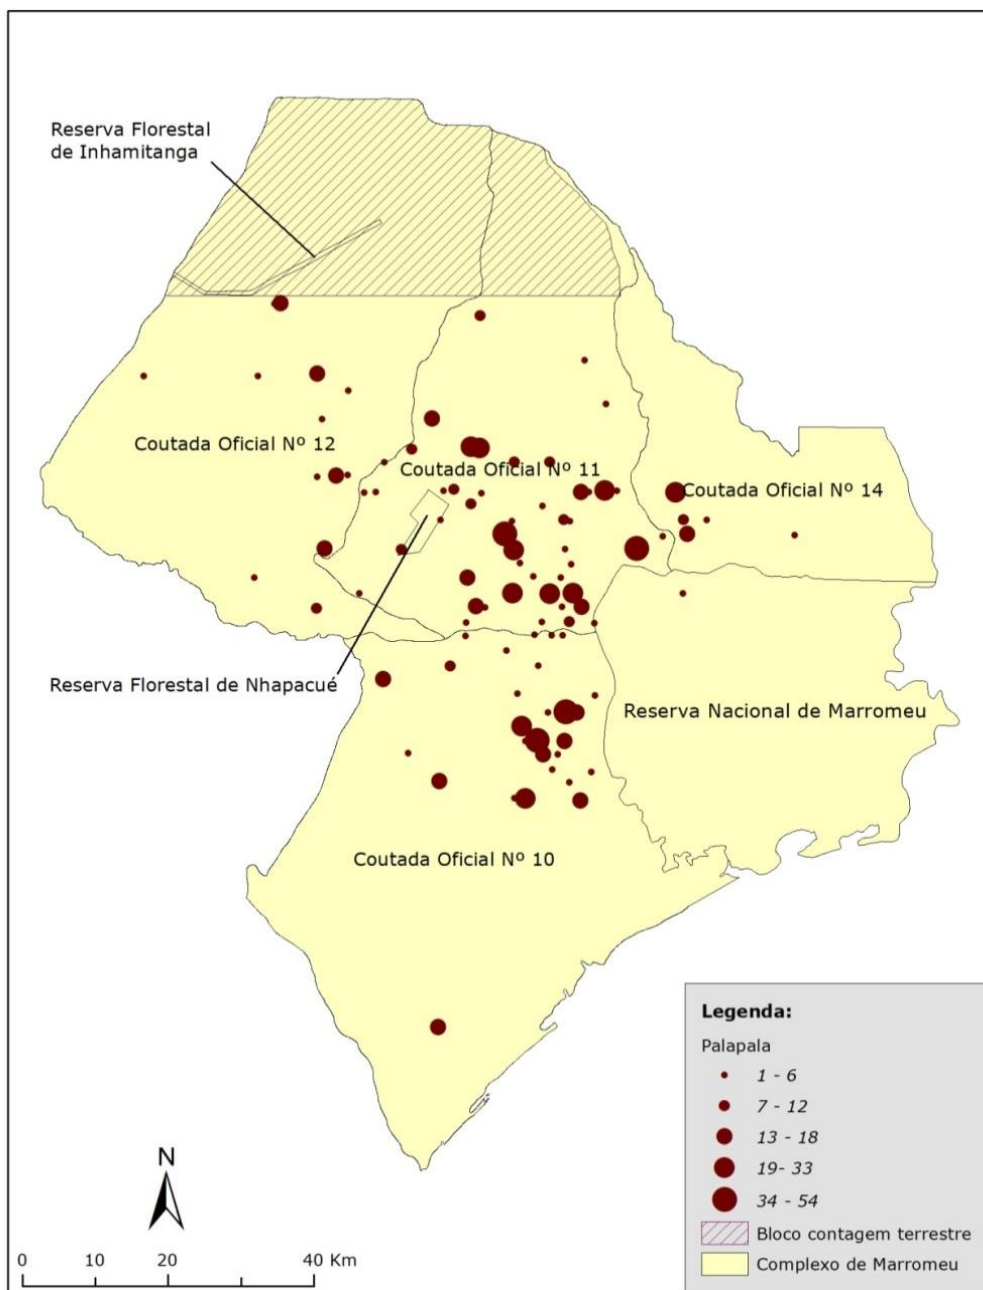 Reserva Florestal
de Inhamitanga
Coutada Oficial Nº 12
Coutada Oficial Nº 11
Coutada Oficial Nº 14
Reserva Florestal de Nhapacué
Reserva Nacional de Marromeu
Coutada Oficial Nº 10
Legenda:
Palapala
1 - 6
7 - 12
13 - 18
19- 33
34 - 54
Bloco contagem terrestre
Complexo de Marromeu
N
0 10 20 40 Km